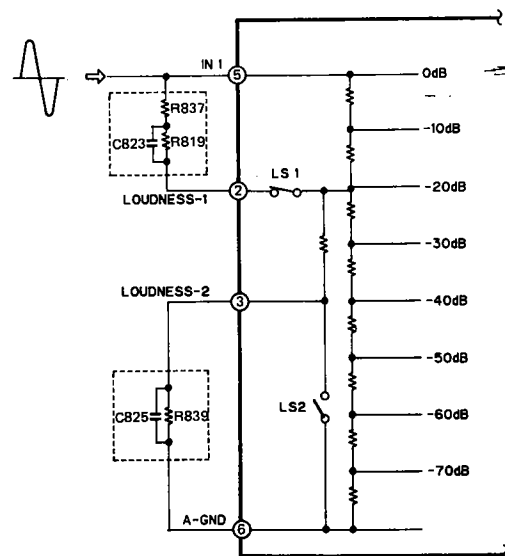 IN 1
5
0dB
R837
C823
R819
-10dB
LS 1
-20dB
2
LOUDNESS-1
-30dB
LOUDNESS-2
3
-40dB
-50dB
C825
R839
LS2
-60dB
-70dB
A-GND
6